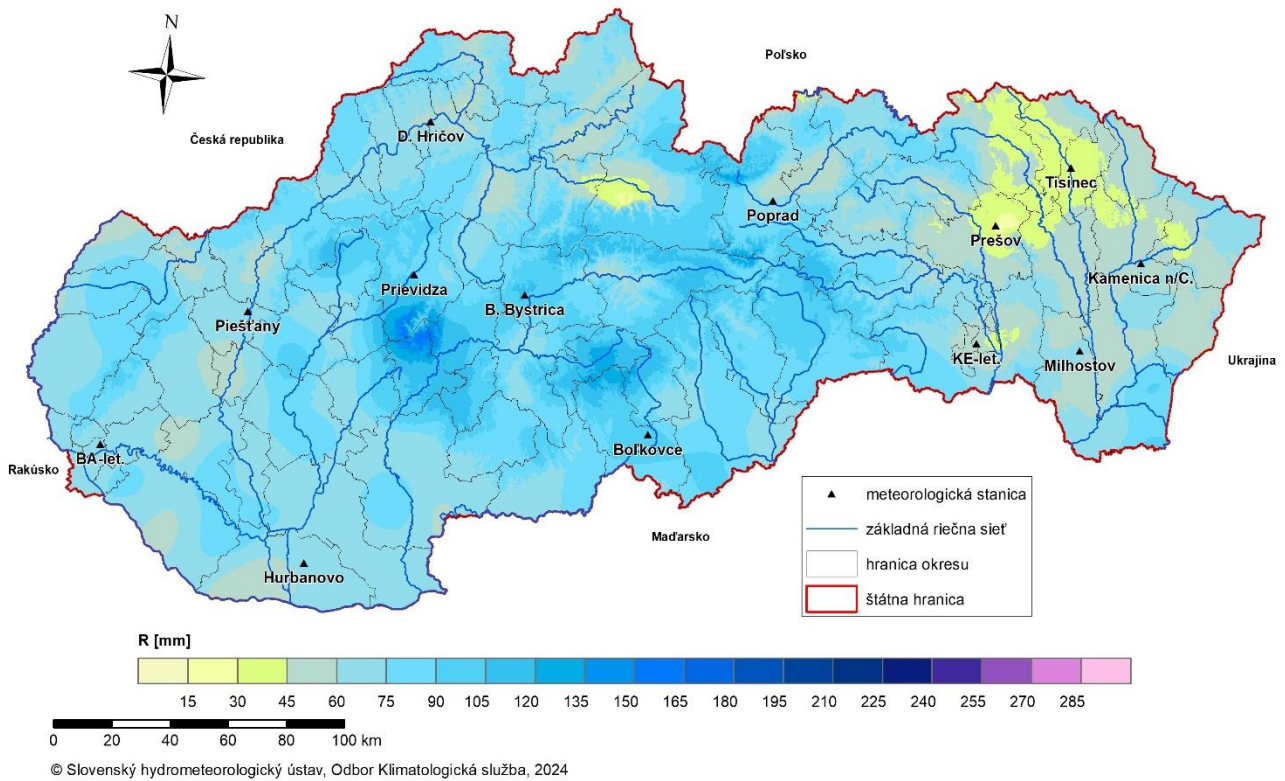 N
Poľsko
Česká republika
D. Hričov
Tisinec
Poprad
Prešov
Kamenica n/C.
Prievidza
B. Bystrica
Piešťany
KE-let.
Milhostov
Ukrajina
Boľkovce
BA-let.
Rakúsko
Maďarsko
Hurbanovo
meteorologická stanica
základná riečna sieť
hranica okresu
štátna hranica
R [mm]
15 30 45 60 75 90 105 120 135 150 165 180 195 210 225 240 255 270 285
0 20 40 60 80 100 km
© Slovenský hydrometeorologický ústav, Odbor Klimatologická služba, 2024